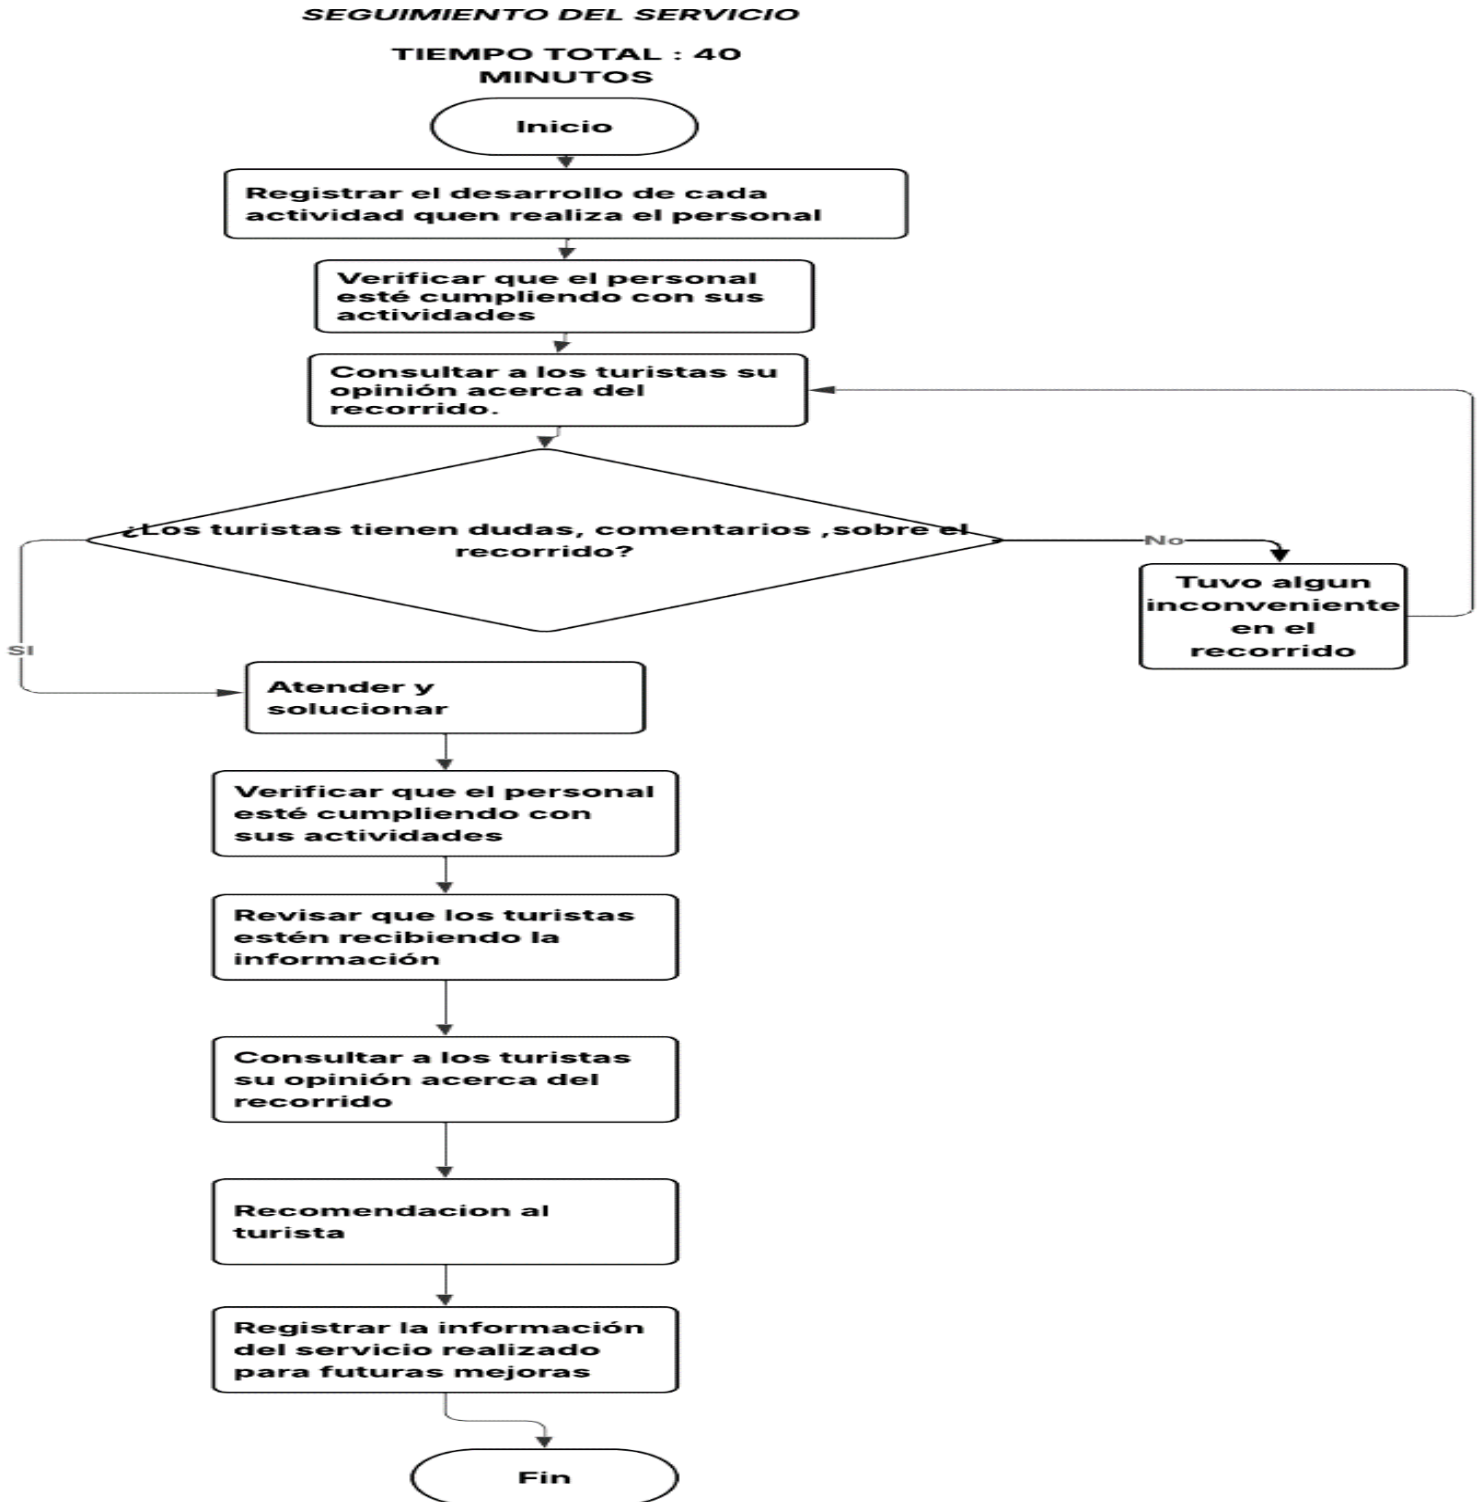 SEGUIMIENTO DEL SERVICIO
TIEMPO TOTAL : 40
MINUTOS
Inicio
Registrar el desarrollo de cada
actividad quen realiza el personal
Verificar que el personal
esté cumpliendo con sus
actividades
Consultar a los turistas su
opinión acerca del
recorrido.
¿Los turistas tienen dudas, comentarios ,sobre el
recorrido?
No
Tuvo algun
inconveniente
en el
recorrido
SI
Atender y
solucionar
Verificar que el personal
esté cumpliendo con
sus actividades
Revisar que los turistas
estén recibiendo la
información
Consultar a los turistas
su opinión acerca del
recorrido
Recomendacion al
turista
Registrar la información
del servicio realizado
para futuras mejoras
Fin